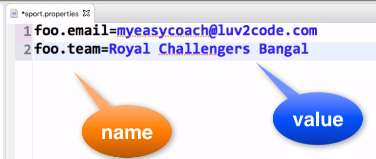 *sport.properties
1 foo.email=myeasycoach@luv2code.com
2 foo.team=Royal Challengers Bangal
name
value